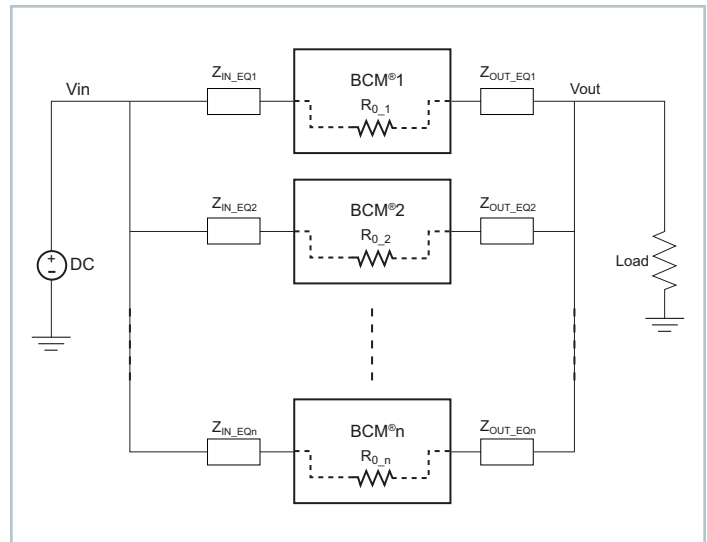 Vin
Z_IN_EQ1
BCM®1
R_0_1
Z_OUT_EQ1
Vout
Z_IN_EQ2
BCM®2
R_0_2
Z_OUT_EQ2
+
–
DC
Load
Z_IN_EQn
BCM®n
R_0_n
Z_OUT_EQn